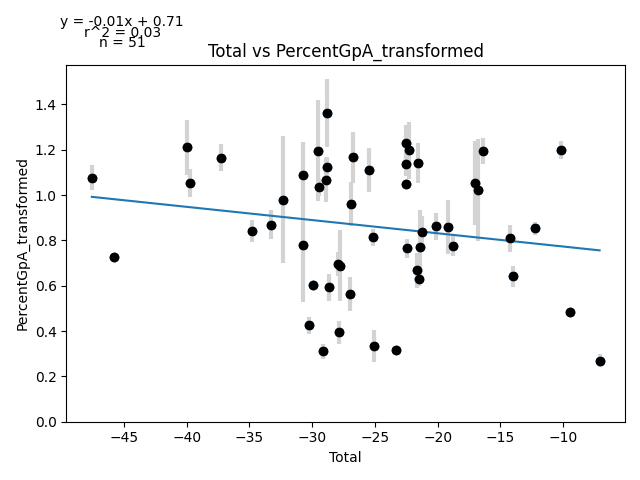 y = -0.01x + 0.71
r^2 = 0.03
n = 51
Total vs PercentGpA_transformed
PercentGpA_transformed
1.4
1.2
1.0
0.8
0.6
0.4
0.2
0.0
−45
−40
−35
−30
−25
−20
−15
−10
Total